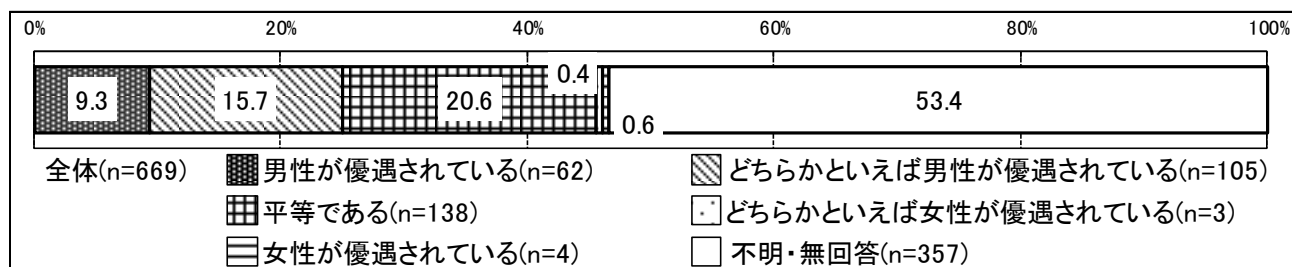 0% 20% 40% 60% 80% 100%
9.3 15.7 20.6 0.4 0.6 53.4
全体(n=669) 男性が優遇されている(n=62) どちらかといえば男性が優遇されている(n=105)
平等である(n=138) どちらかといえば女性が優遇されている(n=3)
女性が優遇されている(n=4) 不明・無回答(n=357)